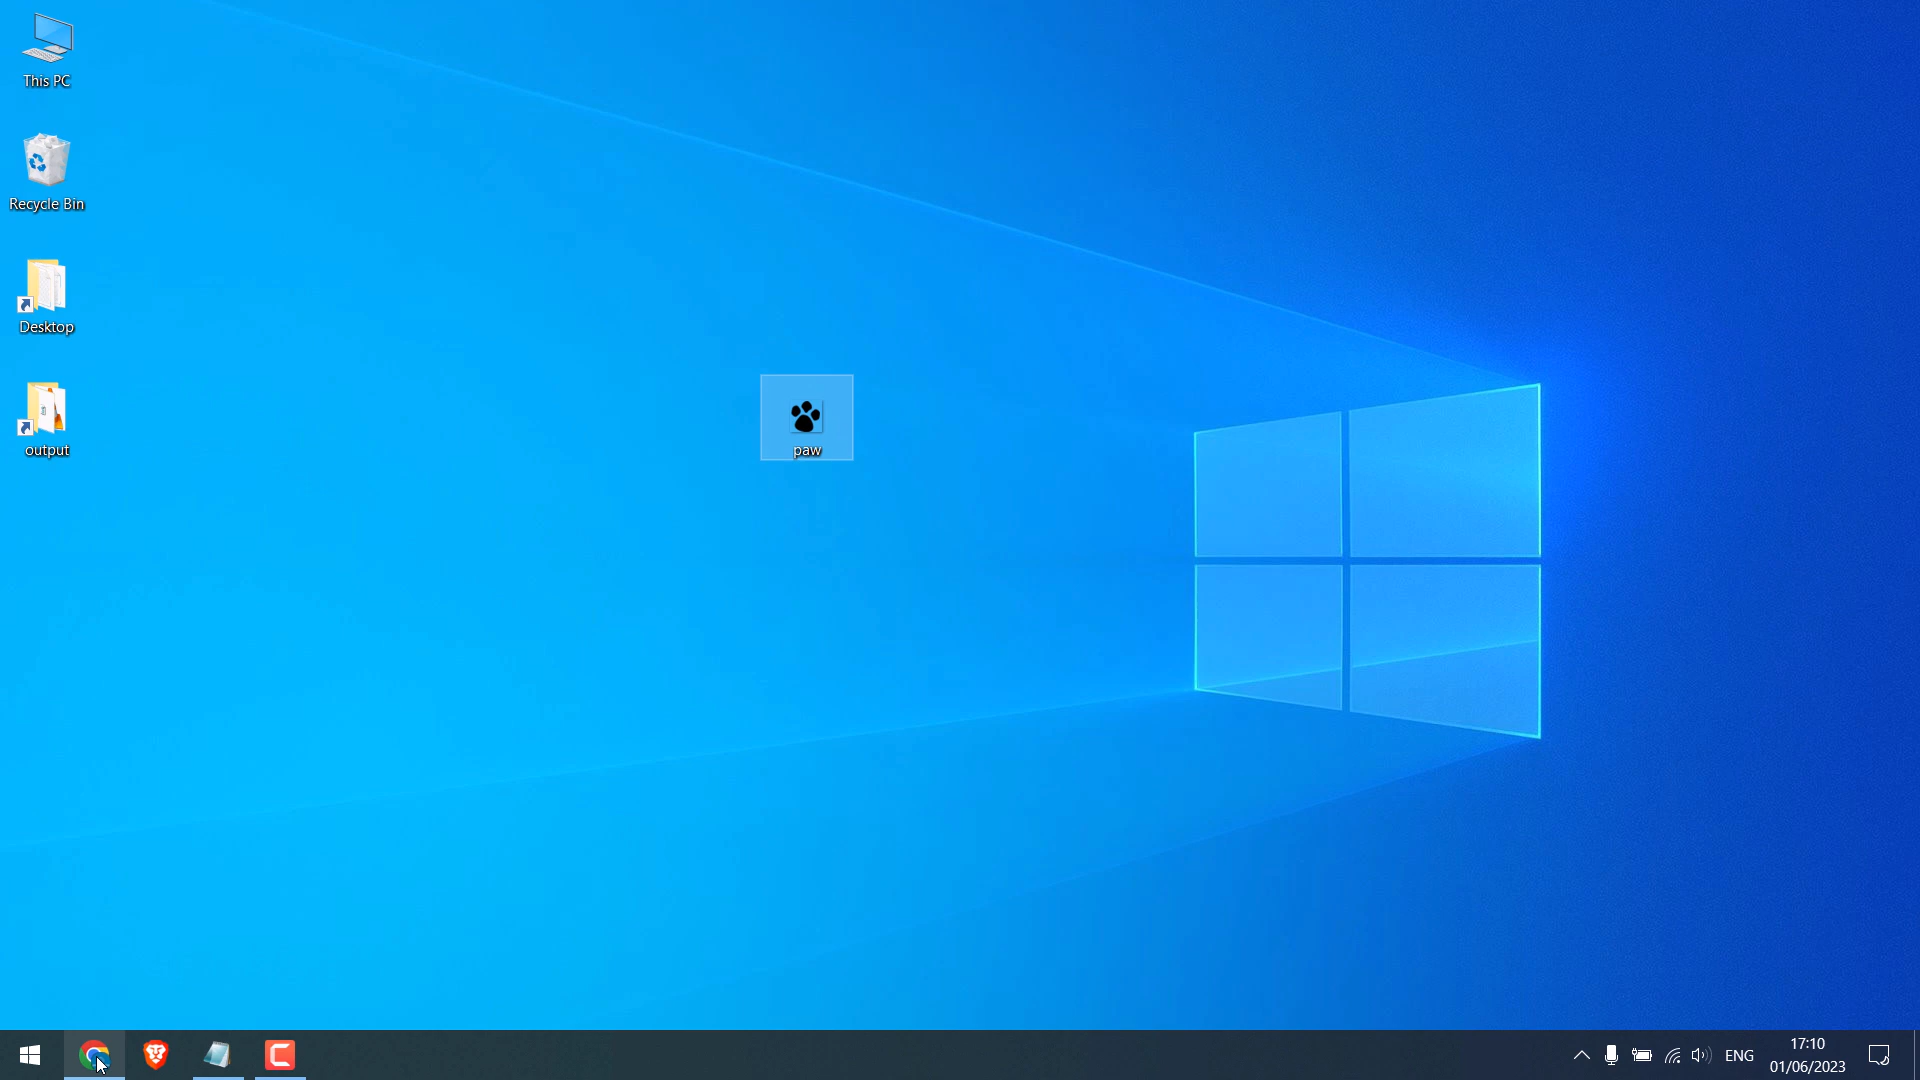 This PC
Recycle Bin
Desktop
output
paw
ENG
17:10
01/06/2023